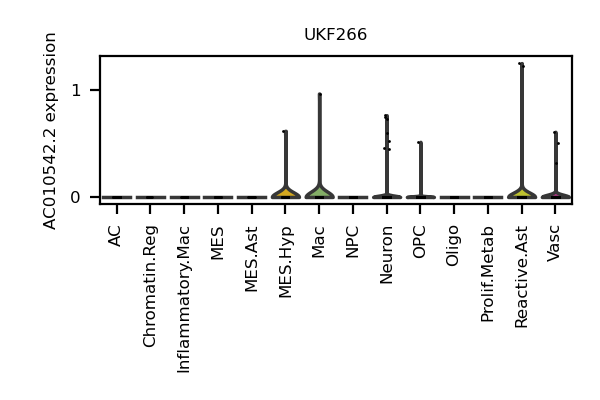 UKF266
AC010542.2 expression
1
0
AC
Chromatin.Reg
Inflammatory.Mac
MES
MES.Ast
MES.Hyp
Mac
NPC
Neuron
OPC
Oligo
Prolif.Metab
Reactive.Ast
Vasc